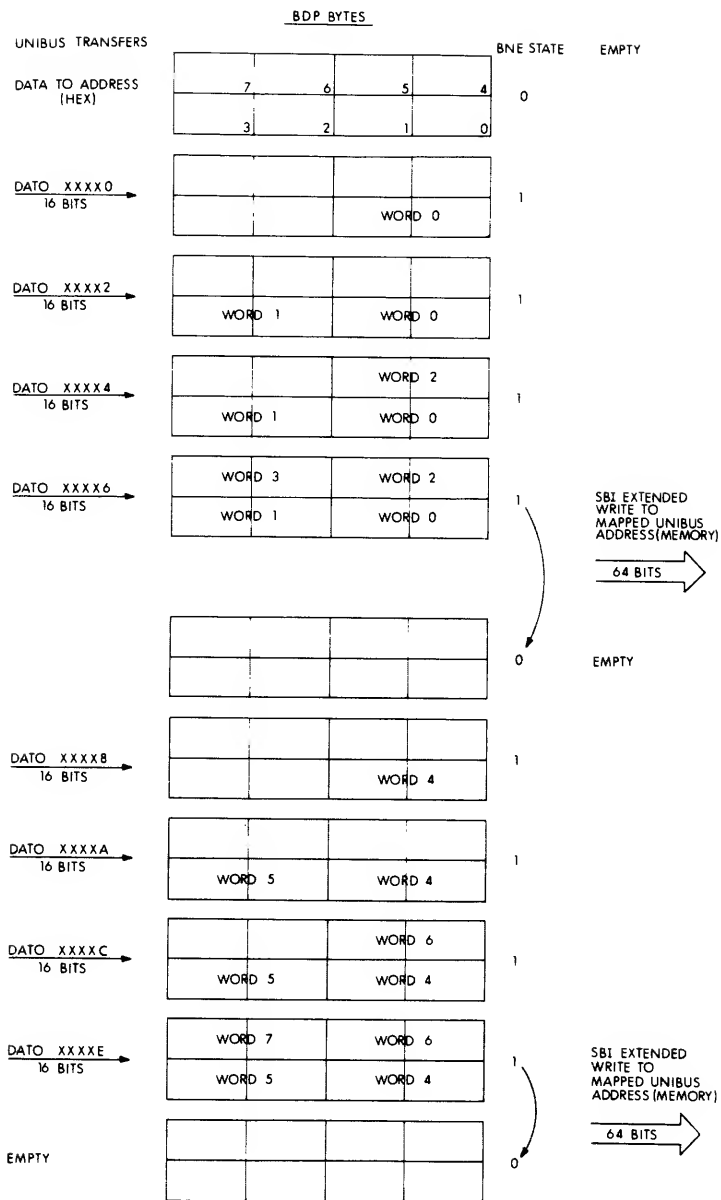 BDP BYTES
UNIBUS TRANSFERS
BNE STATE EMPTY
DATA TO ADDRESS
(HEX)
7 6 5 4
0
3 2 1 0
DATO XXXX0
16 BITS
1
WORD 0
DATO XXXX2
16 BITS
1
WORD 1 WORD 0
DATO XXXX4
16 BITS
WORD 2
1
WORD 1 WORD 0
DATO XXXX6
16 BITS
WORD 3 WORD 2
1
WORD 1 WORD 0
SBI EXTENDED
WRITE TO
MAPPED UNIBUS
ADDRESS(MEMORY)
64 BITS
0 EMPTY
DATO XXXX8
16 BITS
1
WORD 4
DATO XXXXA
16 BITS
1
WORD 5 WORD 4
DATO XXXXC
16 BITS
WORD 6
1
WORD 5 WORD 4
DATO XXXXE
16 BITS
WORD 7 WORD 6
1
WORD 5 WORD 4
SBI EXTENDED
WRITE TO
MAPPED UNIBUS
ADDRESS(MEMORY)
64 BITS
EMPTY 0